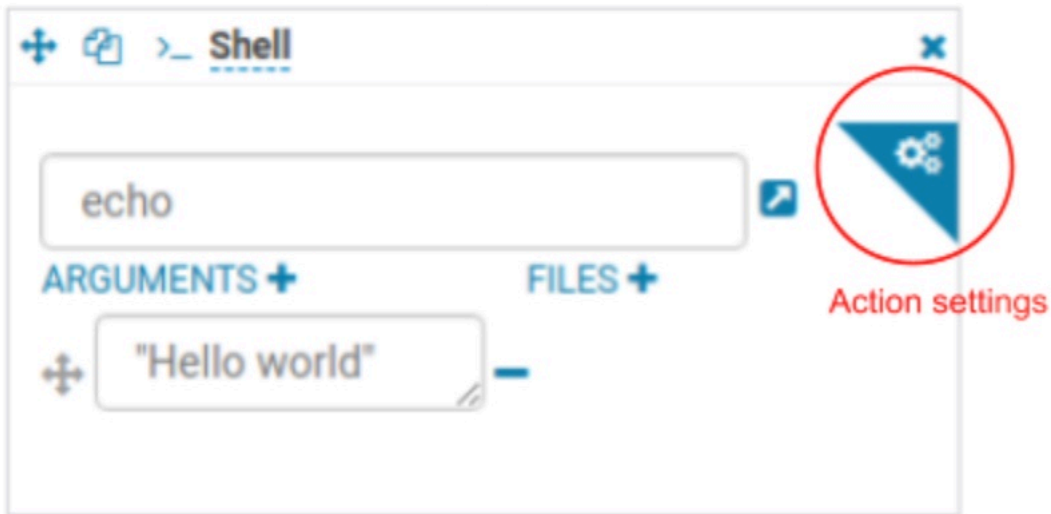 >_ Shell
echo
ARGUMENTS + FILES +
Action settings
"Hello world"